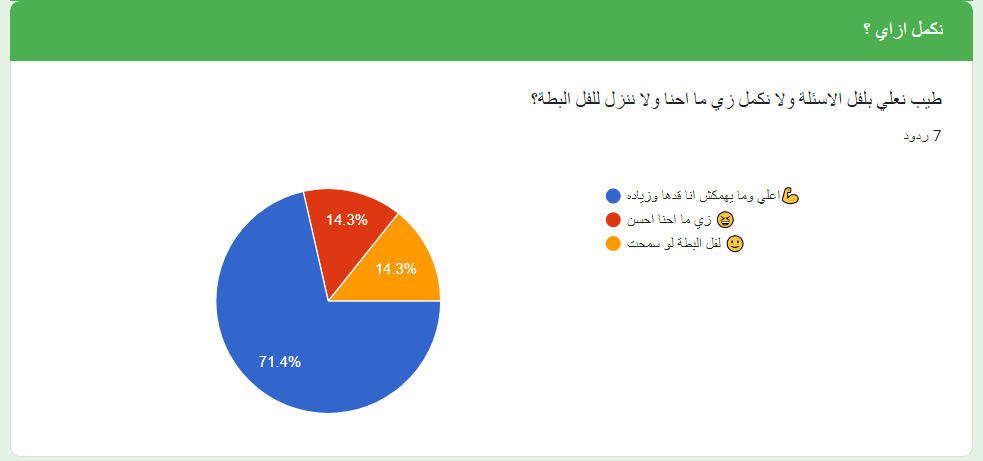 نكمل ازاي ؟
طيب نعلي بلفل الاسئلة ولا نكمل زي ما احنا ولا ننزل للفل البطة؟
7 ردود
اعلي وما يهمكش انا قدها وزياده💪
زي ما احنا احسن 😆
لفل البطة لو سمحت 🙂
14.3%
14.3%
71.4%